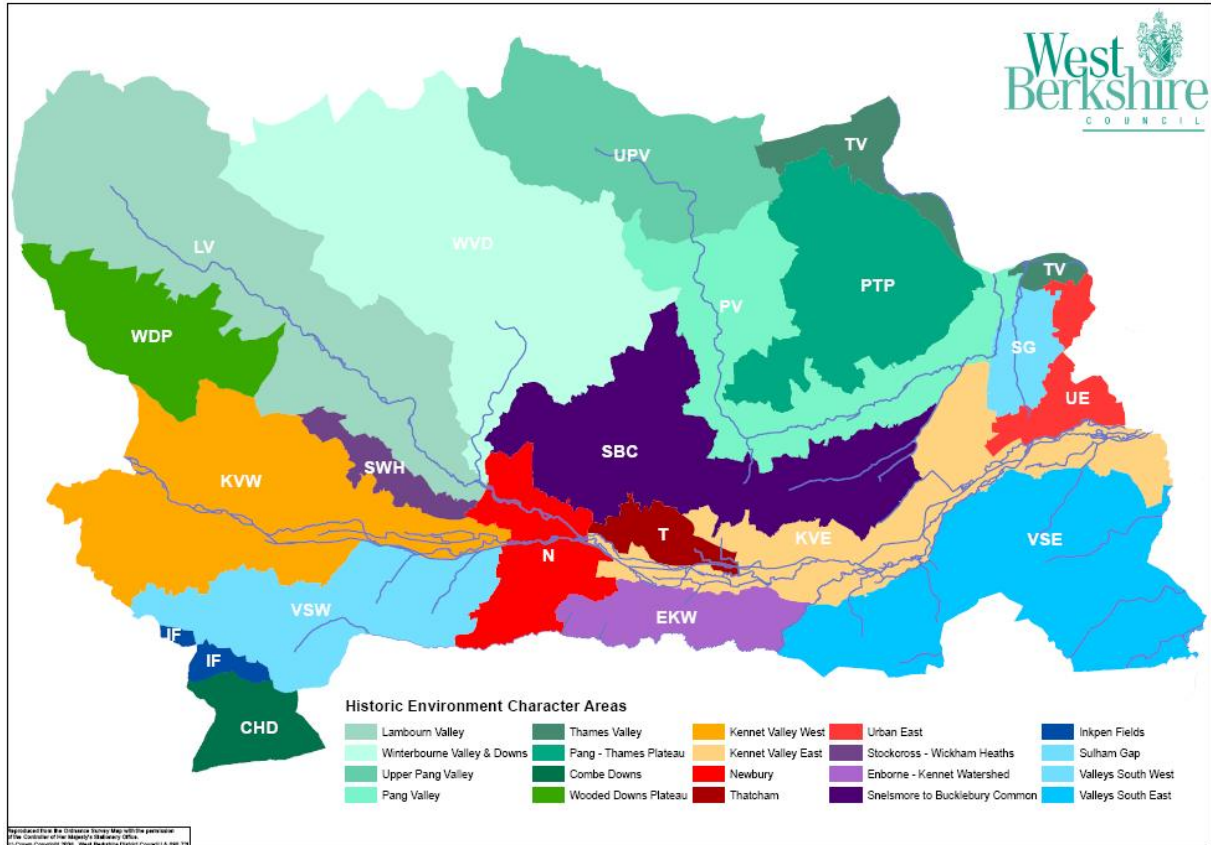 West
Berkshire
COUNCIL
TV
UPV
LV
WVD
TV
PTP
PV
WDP
SG
UE
SBC
SWH
KVW
T
KVE
VSE
N
VSW
EKW
IF
IF
CHD
Historic Environment Character Areas
Lambourn Valley
Winterbourne Valley & Downs
Upper Pang Valley
Pang Valley
Thames Valley
Pang - Thames Plateau
Combe Downs
Wooded Downs Plateau
Kennet Valley West
Kennet Valley East
Newbury
Thatcham
Urban East
Stockcross - Wickham Heaths
Enborne - Kennet Watershed
Snelsmore to Bucklebury Common
Inkpen Fields
Sulham Gap
Valleys South West
Valleys South East
Reproduced from the Ordnance Survey Map with the permission
of the Controller of Her Majesty's Stationery Office.